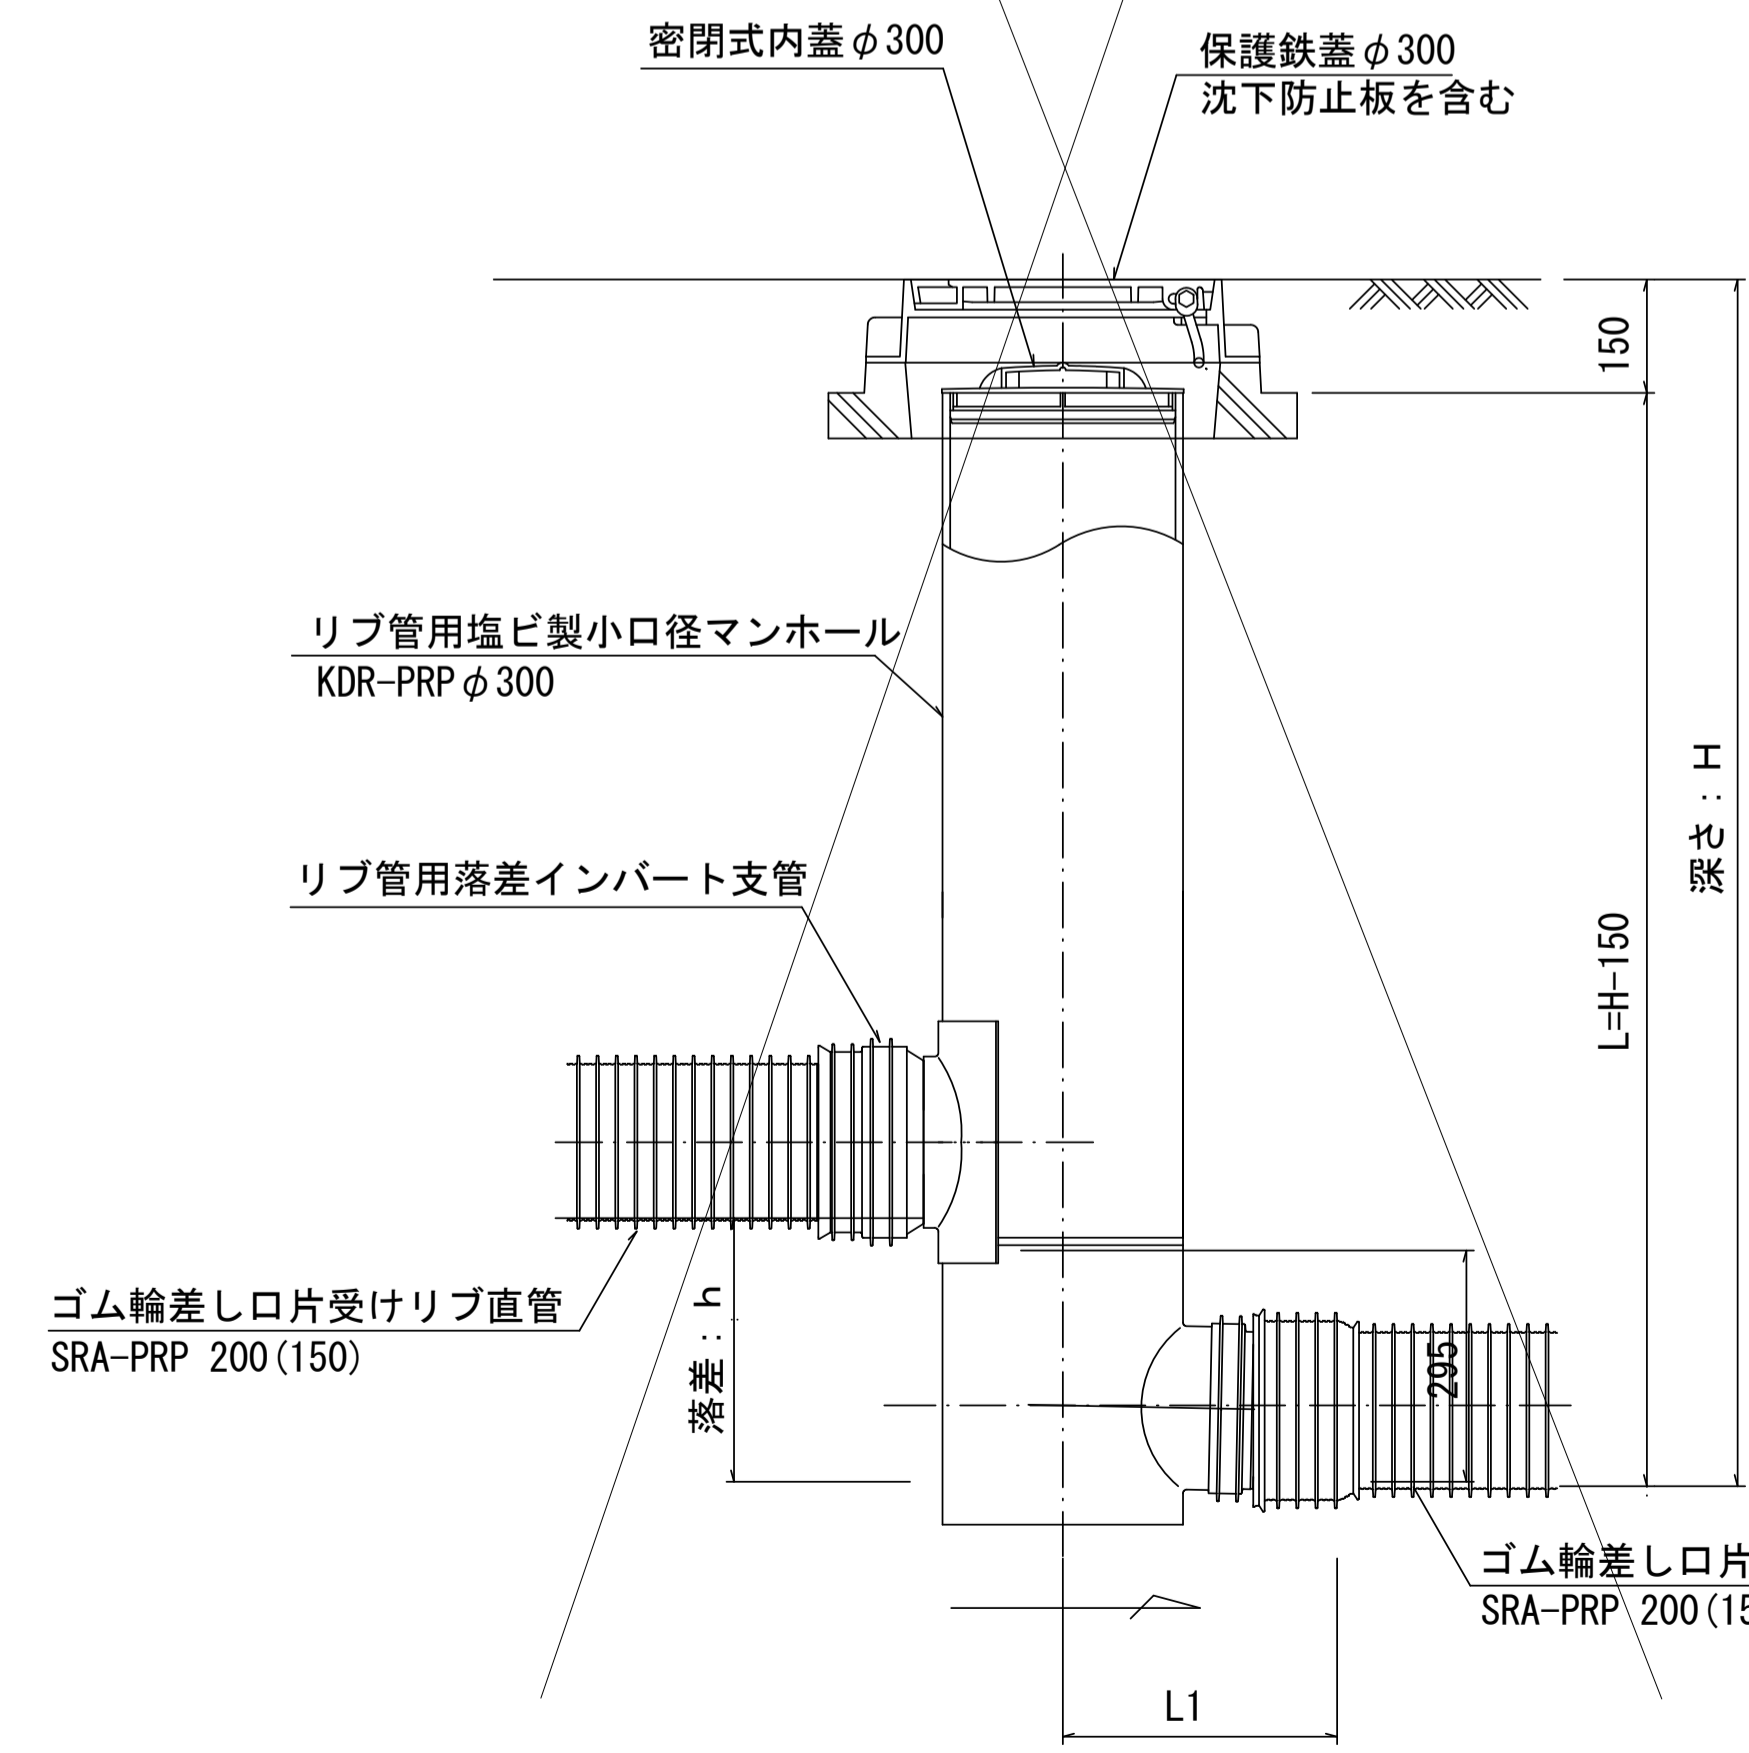 密閉式内蓋φ300
保護鉄蓋φ300
沈下防止板を含む
150
リブ管用塩ビ製小口径マンホール
KDR-PRPφ300
深さ：H
リブ管用落差インバート支管
L=H-150
ゴム輪差し口片受けリブ直管
SRA-PRP 200(150)
落差：h
295
ゴム輪差し口片
SRA-PRP 200(15
L1